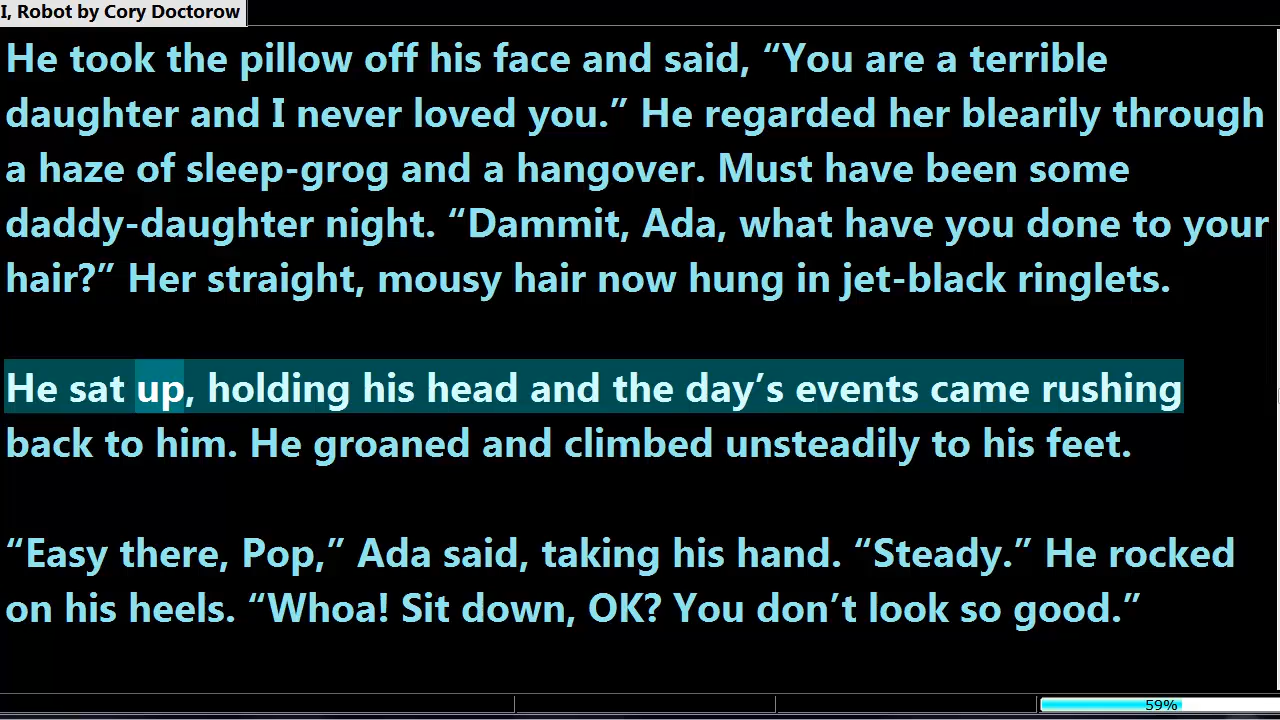 I, Robot by Cory Doctorow
He took the pillow off his face and said, “You are a terrible
daughter and I never loved you.” He regarded her blearily through
a haze of sleep-grog and a hangover. Must have been some
daddy-daughter night. “Dammit, Ada, what have you done to your
hair?” Her straight, mousy hair now hung in jet-black ringlets.
He sat up, holding his head and the day’s events came rushing
back to him. He groaned and climbed unsteadily to his feet.
“Easy there, Pop,” Ada said, taking his hand. “Steady.” He rocked
on his heels. “Whoa! Sit down, OK? You don’t look so good.”
59%